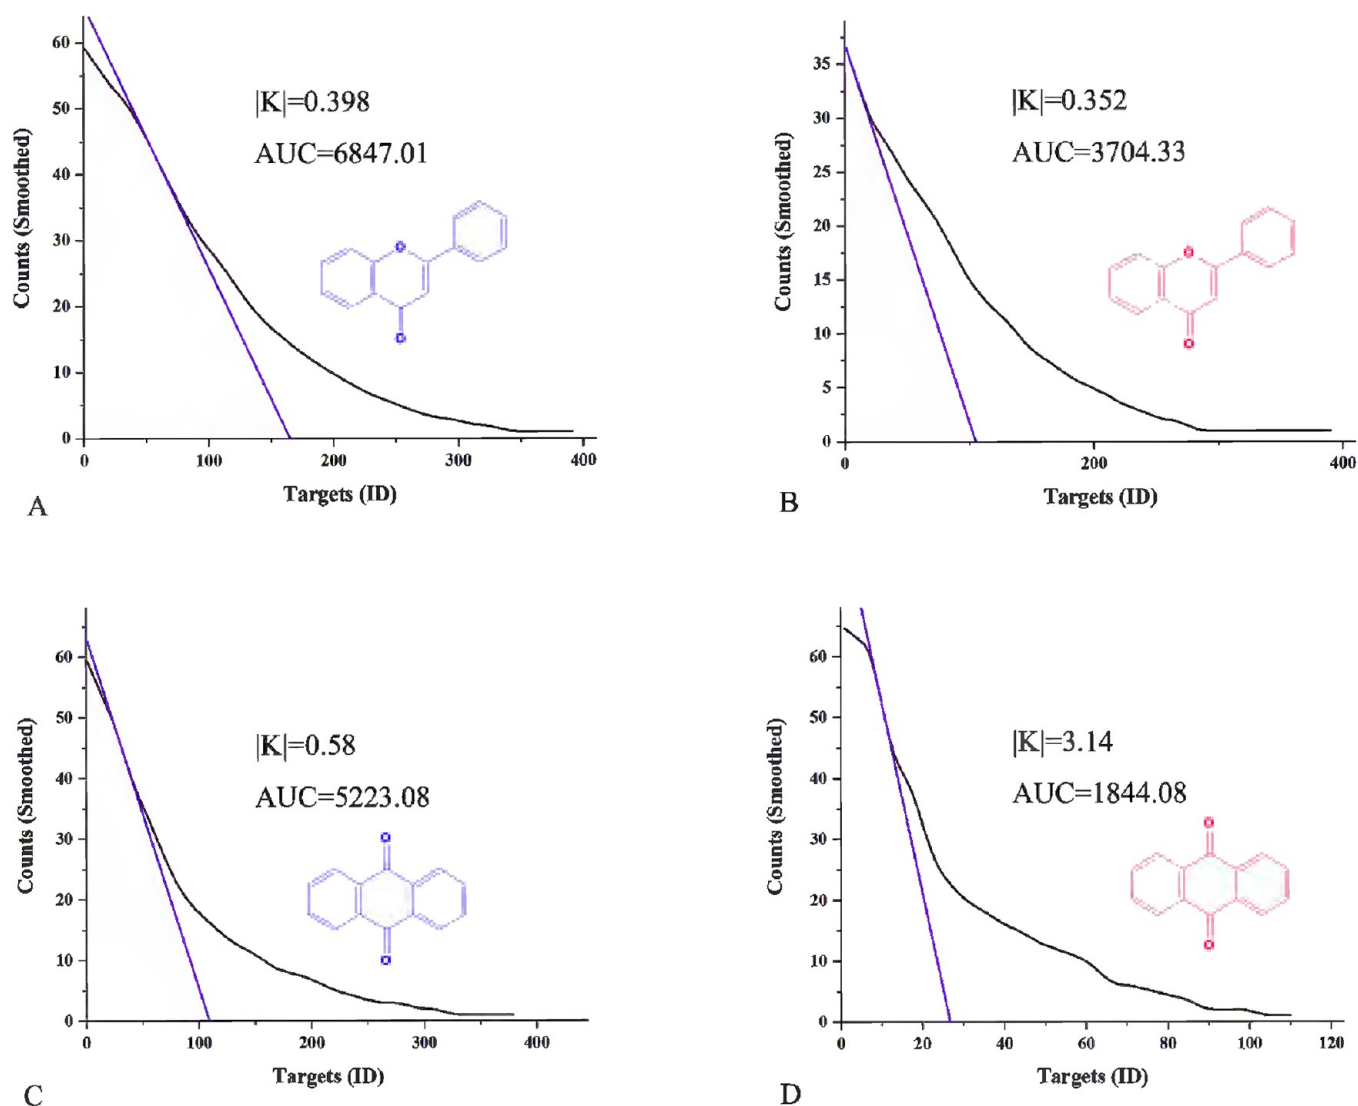 60
50
40
30
20
10
0
Counts (Smoothed)
|K|=0.398
AUC=6847.01
O
O
0 100 200 300 400
Targets (ID)
A
35
30
25
20
15
10
5
0
Counts (Smoothed)
|K|=0.352
AUC=3704.33
O
O
0 200 400
Targets (ID)
B
60
50
40
30
20
10
0
Counts (Smoothed)
|K|=0.58
AUC=5223.08
O
O
0 100 200 300 400
Targets (ID)
C
60
50
40
30
20
10
0
Counts (Smoothed)
|K|=3.14
AUC=1844.08
O
O
0 20 40 60 80 100 120
Targets (ID)
D